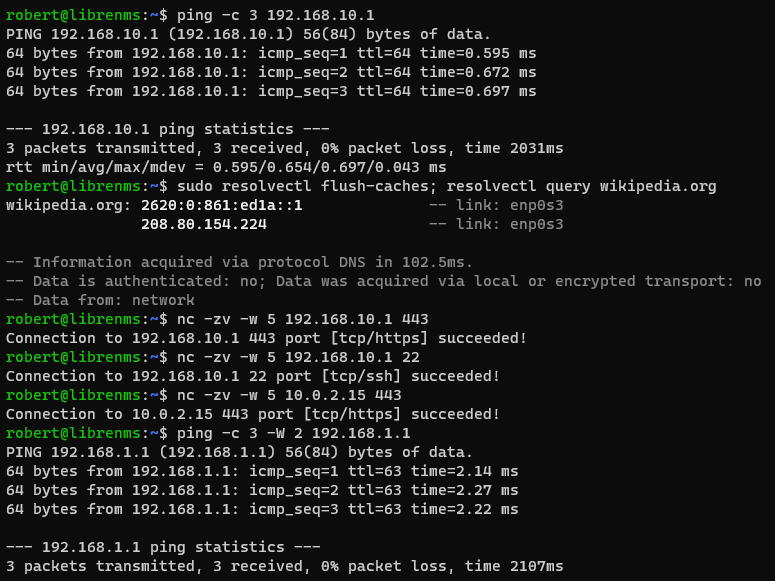 robert@librenms:~$ ping -c 3 192.168.10.1
PING 192.168.10.1 (192.168.10.1) 56(84) bytes of data.
64 bytes from 192.168.10.1: icmp_seq=1 ttl=64 time=0.595 ms
64 bytes from 192.168.10.1: icmp_seq=2 ttl=64 time=0.672 ms
64 bytes from 192.168.10.1: icmp_seq=3 ttl=64 time=0.697 ms

--- 192.168.10.1 ping statistics ---
3 packets transmitted, 3 received, 0% packet loss, time 2031ms
rtt min/avg/max/mdev = 0.595/0.654/0.697/0.043 ms
robert@librenms:~$ sudo resolvectl flush-caches; resolvectl query wikipedia.org
wikipedia.org: 2620:0:861:ed1a::1              -- link: enp0s3
               208.80.154.224                  -- link: enp0s3

-- Information acquired via protocol DNS in 102.5ms.
-- Data is authenticated: no; Data was acquired via local or encrypted transport: no
-- Data from: network
robert@librenms:~$ nc -zv -w 5 192.168.10.1 443
Connection to 192.168.10.1 443 port [tcp/https] succeeded!
robert@librenms:~$ nc -zv -w 5 192.168.10.1 22
Connection to 192.168.10.1 22 port [tcp/ssh] succeeded!
robert@librenms:~$ nc -zv -w 5 10.0.2.15 443
Connection to 10.0.2.15 443 port [tcp/https] succeeded!
robert@librenms:~$ ping -c 3 -W 2 192.168.1.1
PING 192.168.1.1 (192.168.1.1) 56(84) bytes of data.
64 bytes from 192.168.1.1: icmp_seq=1 ttl=63 time=2.14 ms
64 bytes from 192.168.1.1: icmp_seq=2 ttl=63 time=2.27 ms
64 bytes from 192.168.1.1: icmp_seq=3 ttl=63 time=2.22 ms

--- 192.168.1.1 ping statistics ---
3 packets transmitted, 3 received, 0% packet loss, time 2107ms